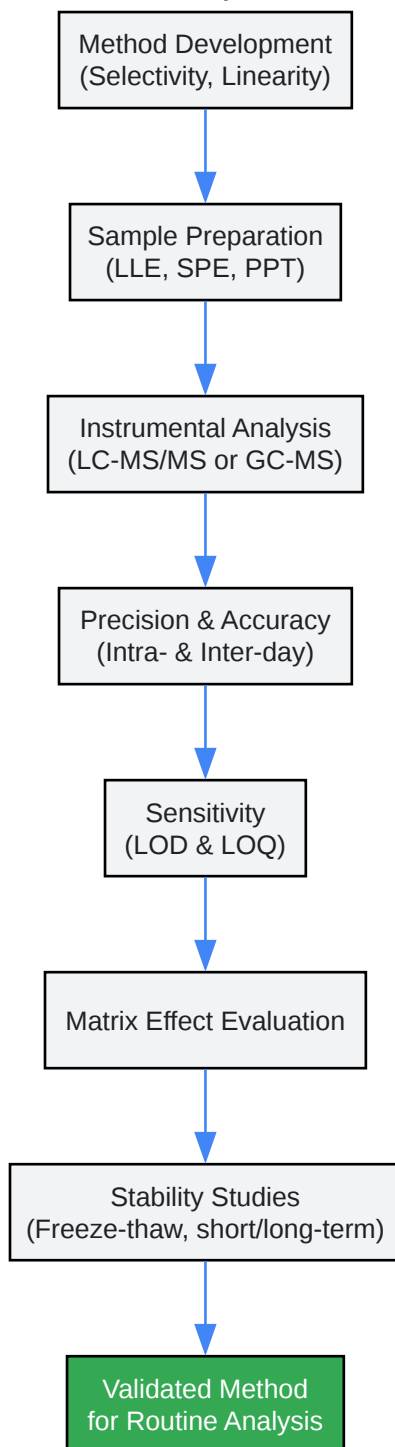 Method Development
(Selectivity, Linearity)
Sample Preparation
(LLE, SPE, PPT)
Instrumental Analysis
(LC-MS/MS or GC-MS)
Precision & Accuracy
(Intra- & Inter-day)
Sensitivity
(LOD & LOQ)
Matrix Effect Evaluation
Stability Studies
(Freeze-thaw, short/long-term)
Validated Method
for Routine Analysis